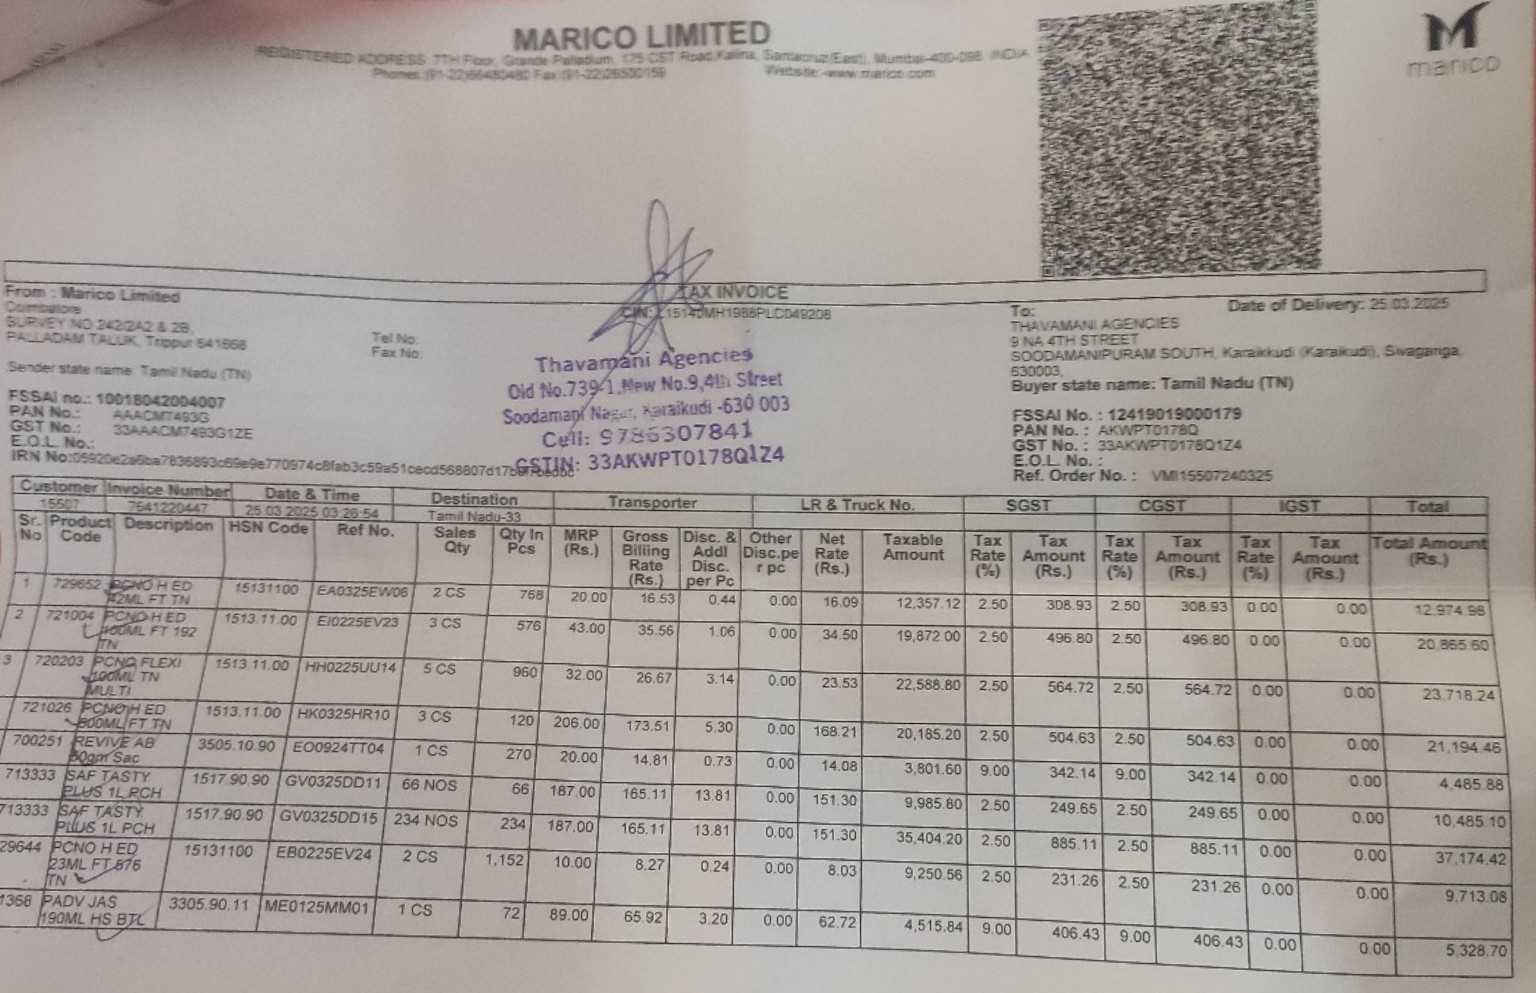 MARICO LIMITED
REGISTERED ADDRESS: 7TH Floor, Grande Palladium, 175 CST Road,Kalina, Santacruz(East), Mumbai-400-098 INDIA
Phones:(91-22)66480480 Fax:(91-22)26500159 Website:-www.marico.com
marico
TAX INVOICE
CIN: L15140MH1988PLC049208
From : Marico Limited
Coimbatore
SURVEY NO 242/2A2 & 2B,
PALLADAM TALUK, Trippur 641668
Tel No:
Fax No:
Sender state name: Tamil Nadu (TN)
FSSAI no.: 10018042004007
PAN No.: AAACM7493G
GST No.: 33AAACM7493G1ZE
E.O.L. No.:
IRN No:
Thavamani Agencies
Old No.739-1,New No.9,4th Street
Soodamani Nagar, Karaikudi -630 003
Cell: 9786307841
GSTIN: 33AKWPT0178Q1Z4
Date of Delivery: 25.03.2025
To:
THAVAMANI AGENCIES
9 NA 4TH STREET
SOODAMANIPURAM SOUTH, Karaikkudi (Karaikudi), Sivaganga,
630003,
Buyer state name: Tamil Nadu (TN)
FSSAI No. : 12419019000179
PAN No. : AKWPT0178Q
GST No. : 33AKWPT0178Q1Z4
E.O.L. No. :
Ref. Order No. : VMI15507240325
Customer Invoice Number Date & Time Destination Transporter LR & Truck No. SGST CGST IGST Total
15507 7541220447 25.03.2025 03:26:54 Tamil Nadu-33
Sr. No Product Code Description HSN Code Ref No. Sales Qty Qty In Pcs MRP (Rs.) Gross Billing Rate (Rs.) Disc. & Addl Disc. per Pc Other Disc.pe r pc Net Rate (Rs.) Taxable Amount Tax Rate (%) Tax Amount (Rs.) Tax Rate (%) Tax Amount (Rs.) Tax Rate (%) Tax Amount (Rs.) Total Amount (Rs.)
1 729652 PCNO H ED 15131100 EA0325EW06 2 CS 768 20.00 16.53 0.44 0.00 16.09 12,357.12 2.50 308.93 2.50 308.93 0.00 0.00 12,974.98
42ML FT TN
2 721004 PCNO H ED 1513.11.00 EI0225EV23 3 CS 576 43.00 35.56 1.06 0.00 34.50 19,872.00 2.50 496.80 2.50 496.80 0.00 0.00 20,865.60
100ML FT 192
TN
3 720203 PCNO FLEXI 1513.11.00 HH0225UU14 5 CS 960 32.00 26.67 3.14 0.00 23.53 22,588.80 2.50 564.72 2.50 564.72 0.00 0.00 23,718.24
100ML TN
MULTI
721026 PCNO H ED 1513.11.00 HK0325HR10 3 CS 120 206.00 173.51 5.30 0.00 168.21 20,185.20 2.50 504.63 2.50 504.63 0.00 0.00 21,194.46
500ML FT TN
700251 REVIVE AB 3505.10.90 EO0924TT04 1 CS 270 20.00 14.81 0.73 0.00 14.08 3,801.60 9.00 342.14 9.00 342.14 0.00 0.00 4,485.88
50gm Sac
713333 SAF TASTY 1517.90.90 GV0325DD11 66 NOS 66 187.00 165.11 13.81 0.00 151.30 9,985.80 2.50 249.65 2.50 249.65 0.00 0.00 10,485.10
PLUS 1L PCH
713333 SAF TASTY 1517.90.90 GV0325DD15 234 NOS 234 187.00 165.11 13.81 0.00 151.30 35,404.20 2.50 885.11 2.50 885.11 0.00 0.00 37,174.42
PLUS 1L PCH
29644 PCNO H ED 15131100 EB0225EV24 2 CS 1,152 10.00 8.27 0.24 0.00 8.03 9,250.56 2.50 231.26 2.50 231.26 0.00 0.00 9,713.08
23ML FT 576
TN
1368 PADV JAS 3305.90.11 ME0125MM01 1 CS 72 89.00 65.92 3.20 0.00 62.72 4,515.84 9.00 406.43 9.00 406.43 0.00 0.00 5,328.70
190ML HS BTL